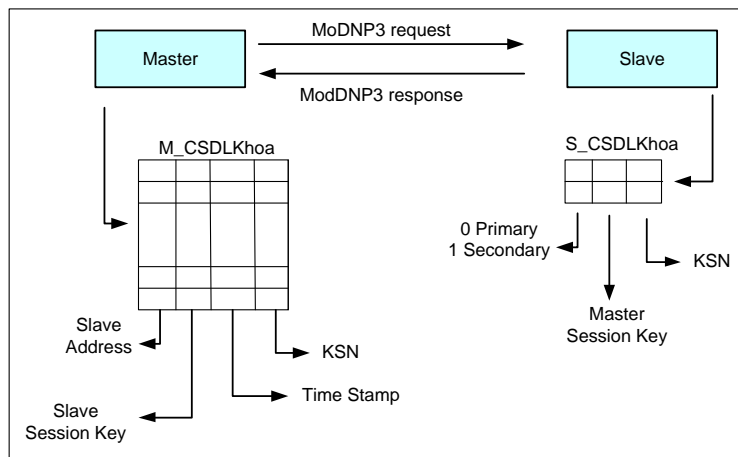 MoDNP3 request
Master
Slave
ModDNP3 response
M_CSDLKhoa
S_CSDLKhoa
0 Primary
1 Secondary
KSN
Master
Session Key
Slave
Address
KSN
Time Stamp
Slave
Session Key